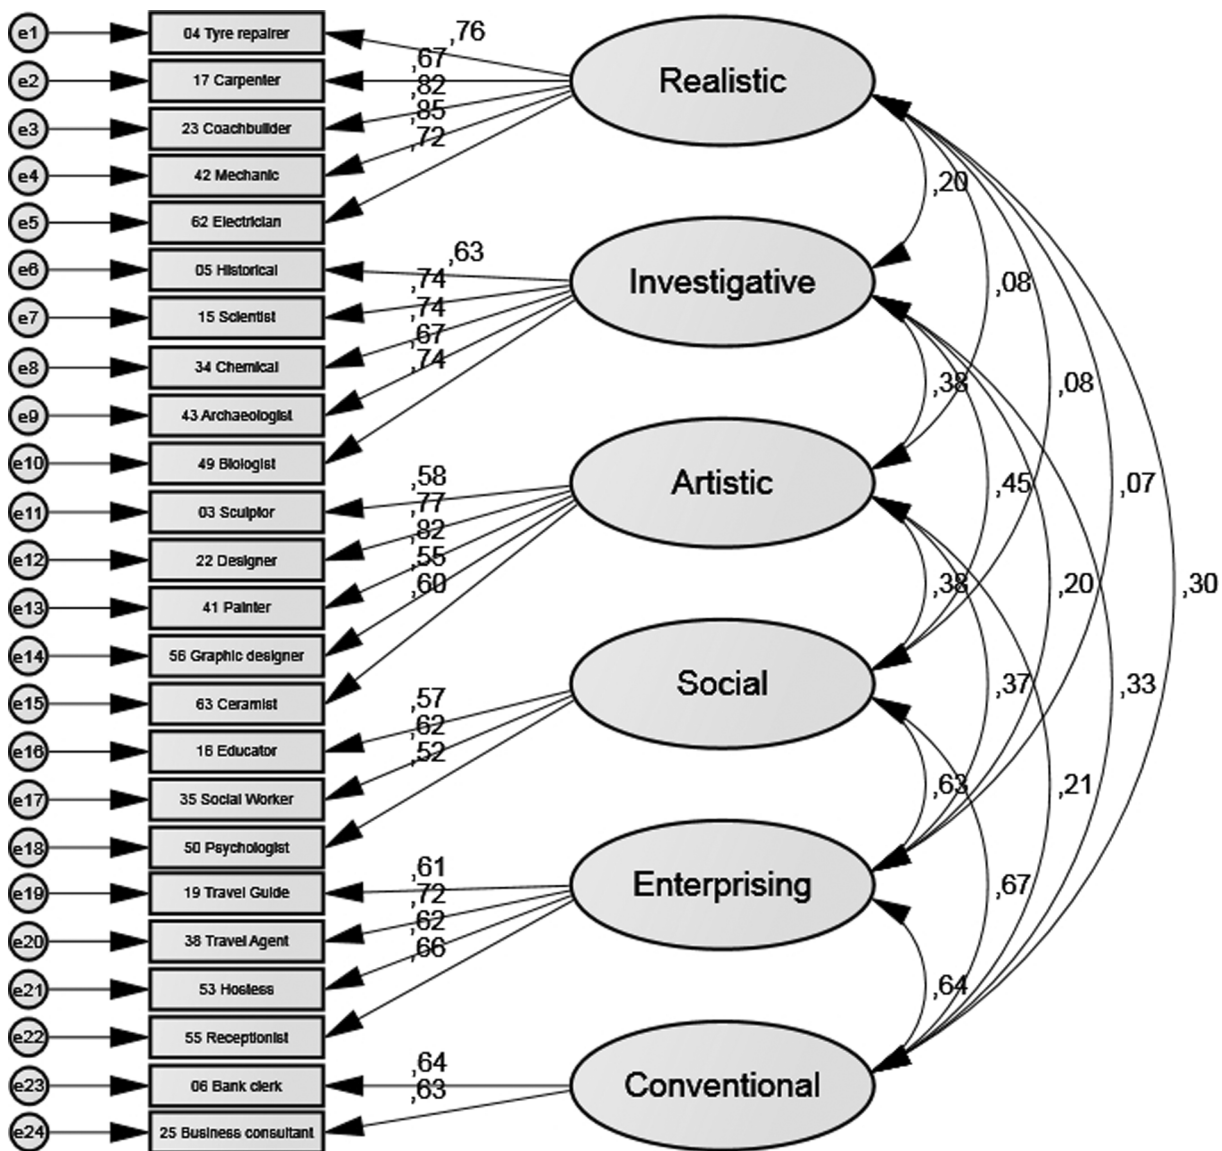 e1 04 Tyre repairer ,76
,67
e2 17 Carpenter Realistic
,82
,85
e3 23 Coachbuilder
,72
e4 42 Mechanic ,20
e5 62 Electrician
,63
e6 05 Historical
,74 Investigative ,08
e7 15 Scientist ,74
,67
e8 34 Chemical ,74
,38 ,08
e9 43 Archaeologist
e10 49 Biologist
,58 Artistic ,45 ,07
,77
e11 03 Sculptor
,82
e12 22 Designer ,55
,60 ,38 ,20 ,30
e13 41 Painter
e14 56 Graphic designer
Social ,37 ,33
e15 63 Ceramist ,57
,62
e16 16 Educator ,52
,63 ,21
e17 35 Social Worker
e18 50 Psychologist
,61
e19 19 Travel Guide ,72 Enterprising ,67
,62
e20 38 Travel Agent ,66
e21 53 Hostess ,64
e22 55 Receptionist
,64
e23 06 Bank clerk ,63 Conventional
e24 25 Business consultant